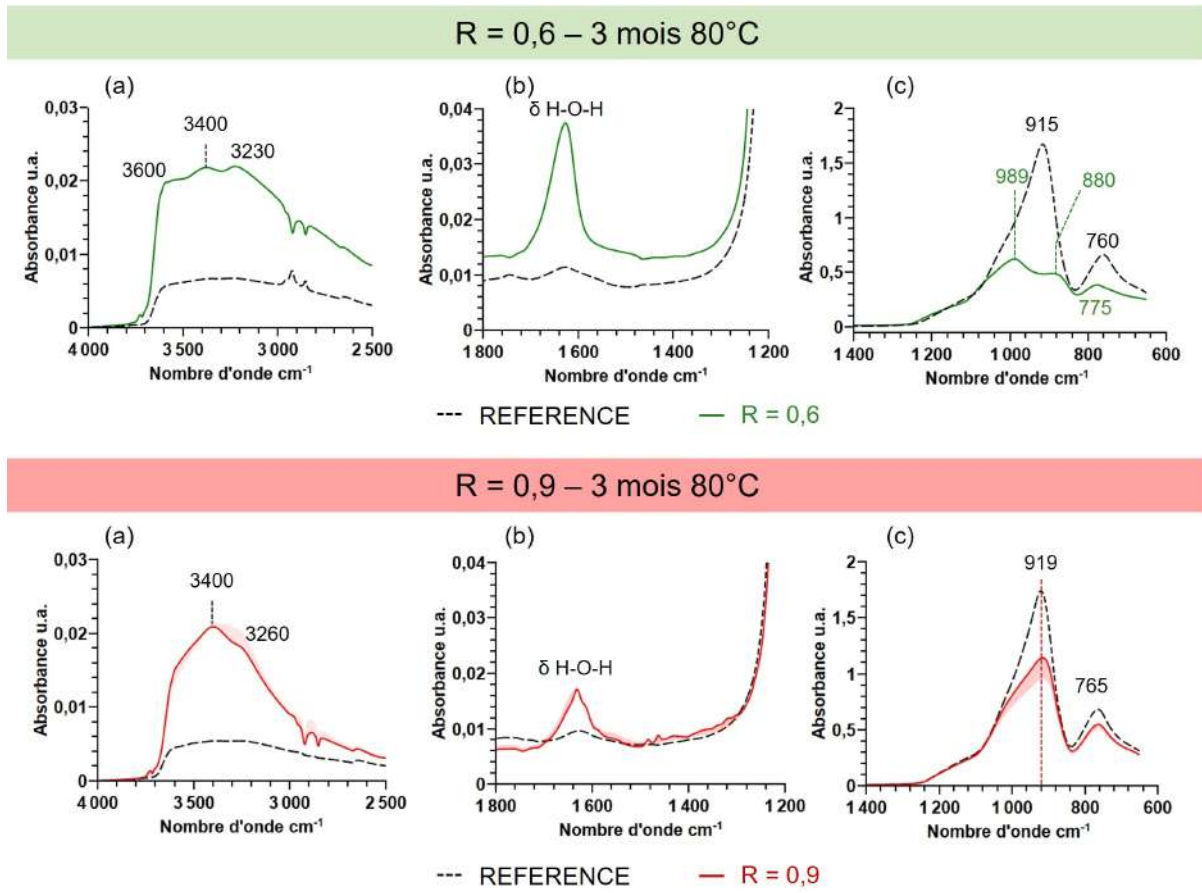 R = 0,6 – 3 mois 80°C
(a)
0,03
0,02
0,01
0
Absorbance u.a.
3600
3400
3230
4 000
3 500
3 000
2 500
Nombre d'onde cm-1
(b)
δ H-O-H
0,04
0,03
0,02
0,01
0
Absorbance u.a.
1 800
1 600
1 400
1 200
Nombre d'onde cm-1
(c)
2
1,5
1
0,5
0
Absorbance u.a.
915
989
880
760
775
1 400
1 200
1 000
800
600
Nombre d'onde cm-1
--- REFERENCE — R = 0,6
R = 0,9 – 3 mois 80°C
(a)
0,03
0,02
0,01
0
Absorbance u.a.
3400
3260
4 000
3 500
3 000
2 500
Nombre d'onde cm-1
(b)
0,04
0,03
0,02
0,01
0
Absorbance u.a.
δ H-O-H
1 800
1 600
1 400
1 200
Nombre d'onde cm-1
(c)
2
1,5
1
0,5
0
Absorbance u.a.
919
765
1 400
1 200
1 000
800
600
Nombre d'onde cm-1
--- REFERENCE — R = 0,9